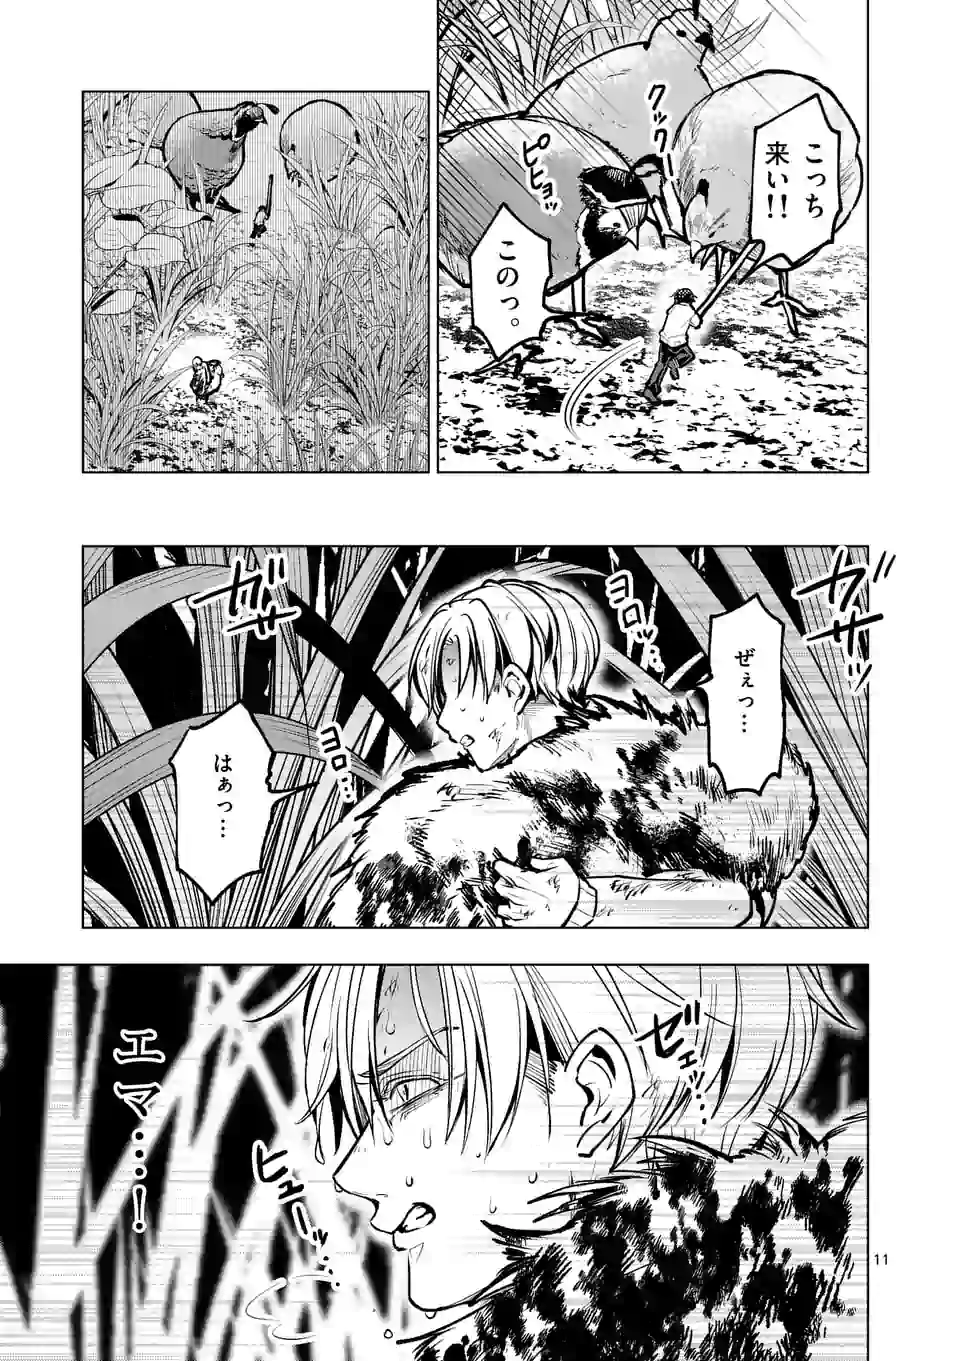 こっち
来い!!
クックッ
ピヒョッ
このっ。
ガザ
ぜぇっ…
ヨロッ
ガザ
ヨロ…
はぁっ…
ゼェッ…
エマ…!
ヒュー…
11